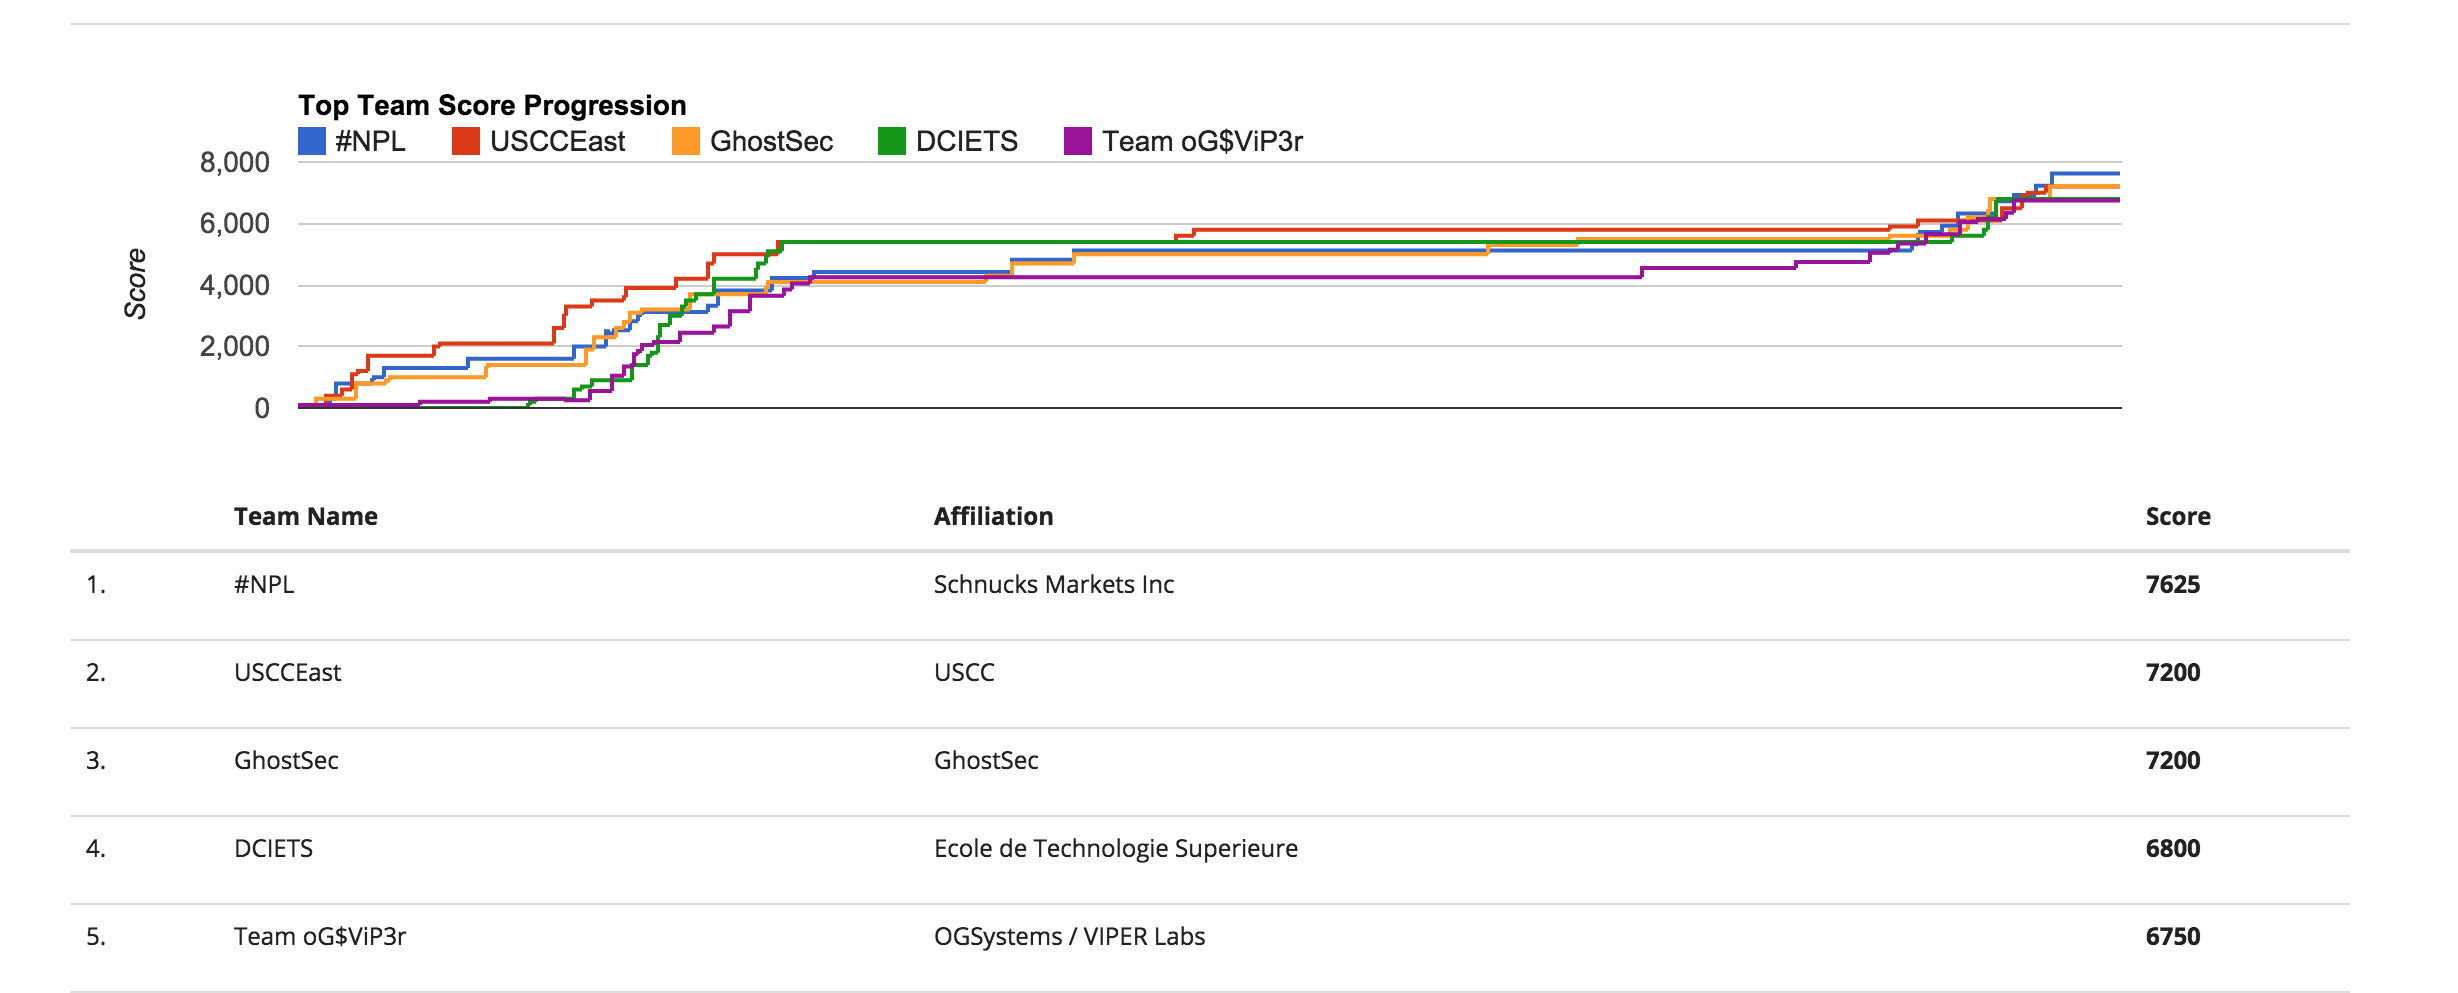 Top Team Score Progression
#NPL USCCEast GhostSec DCIETS Team oG$ViP3r
8,000
6,000
4,000
2,000
0
Score
Team Name Affiliation Score
1. #NPL Schnucks Markets Inc 7625
2. USCCEast USCC 7200
3. GhostSec GhostSec 7200
4. DCIETS Ecole de Technologie Superieure 6800
5. Team oG$ViP3r OGSystems / VIPER Labs 6750